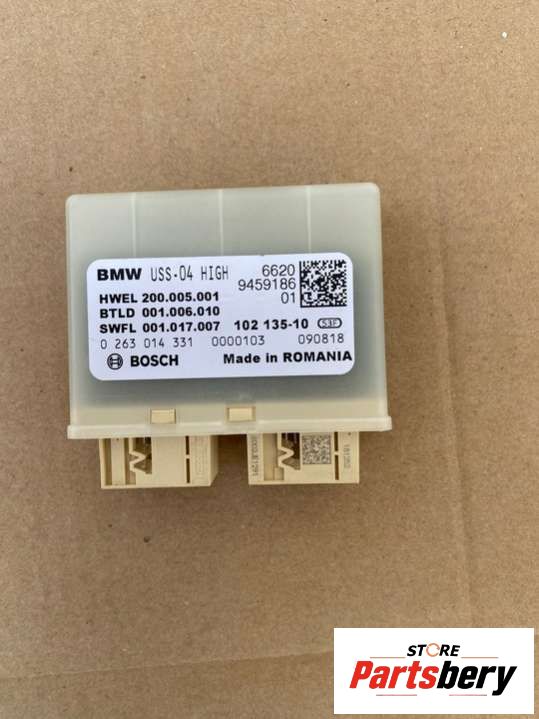 BMW USS-04 HIGH 6620
9459186
HWEL 200.005.001 01
BTLD 001.006.010
SWFL 001.017.007 102 135-10 S3F
0 263 014 331 0000103 090818
BOSCH Made in ROMANIA
STORE
Partsbery